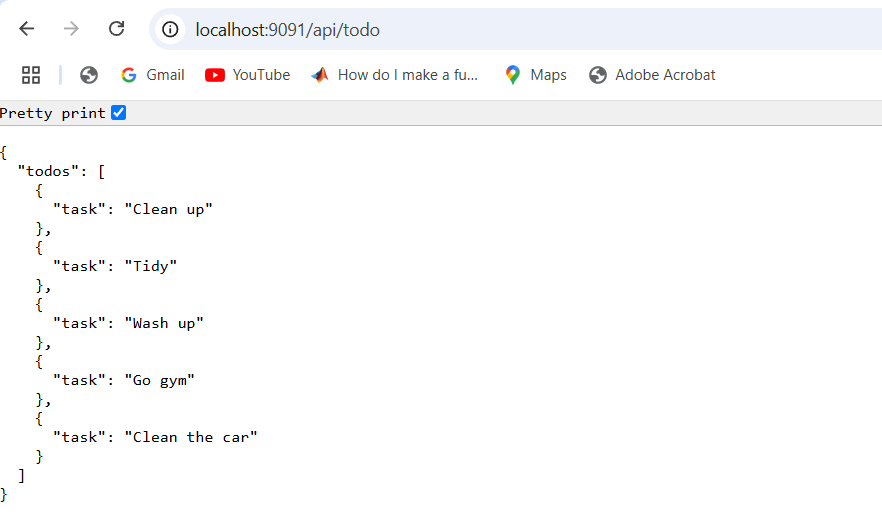 localhost:9091/api/todo
Gmail YouTube How do I make a fu... Maps Adobe Acrobat
Pretty print
{
  "todos": [
    {
      "task": "Clean up"
    },
    {
      "task": "Tidy"
    },
    {
      "task": "Wash up"
    },
    {
      "task": "Go gym"
    },
    {
      "task": "Clean the car"
    }
  ]
}